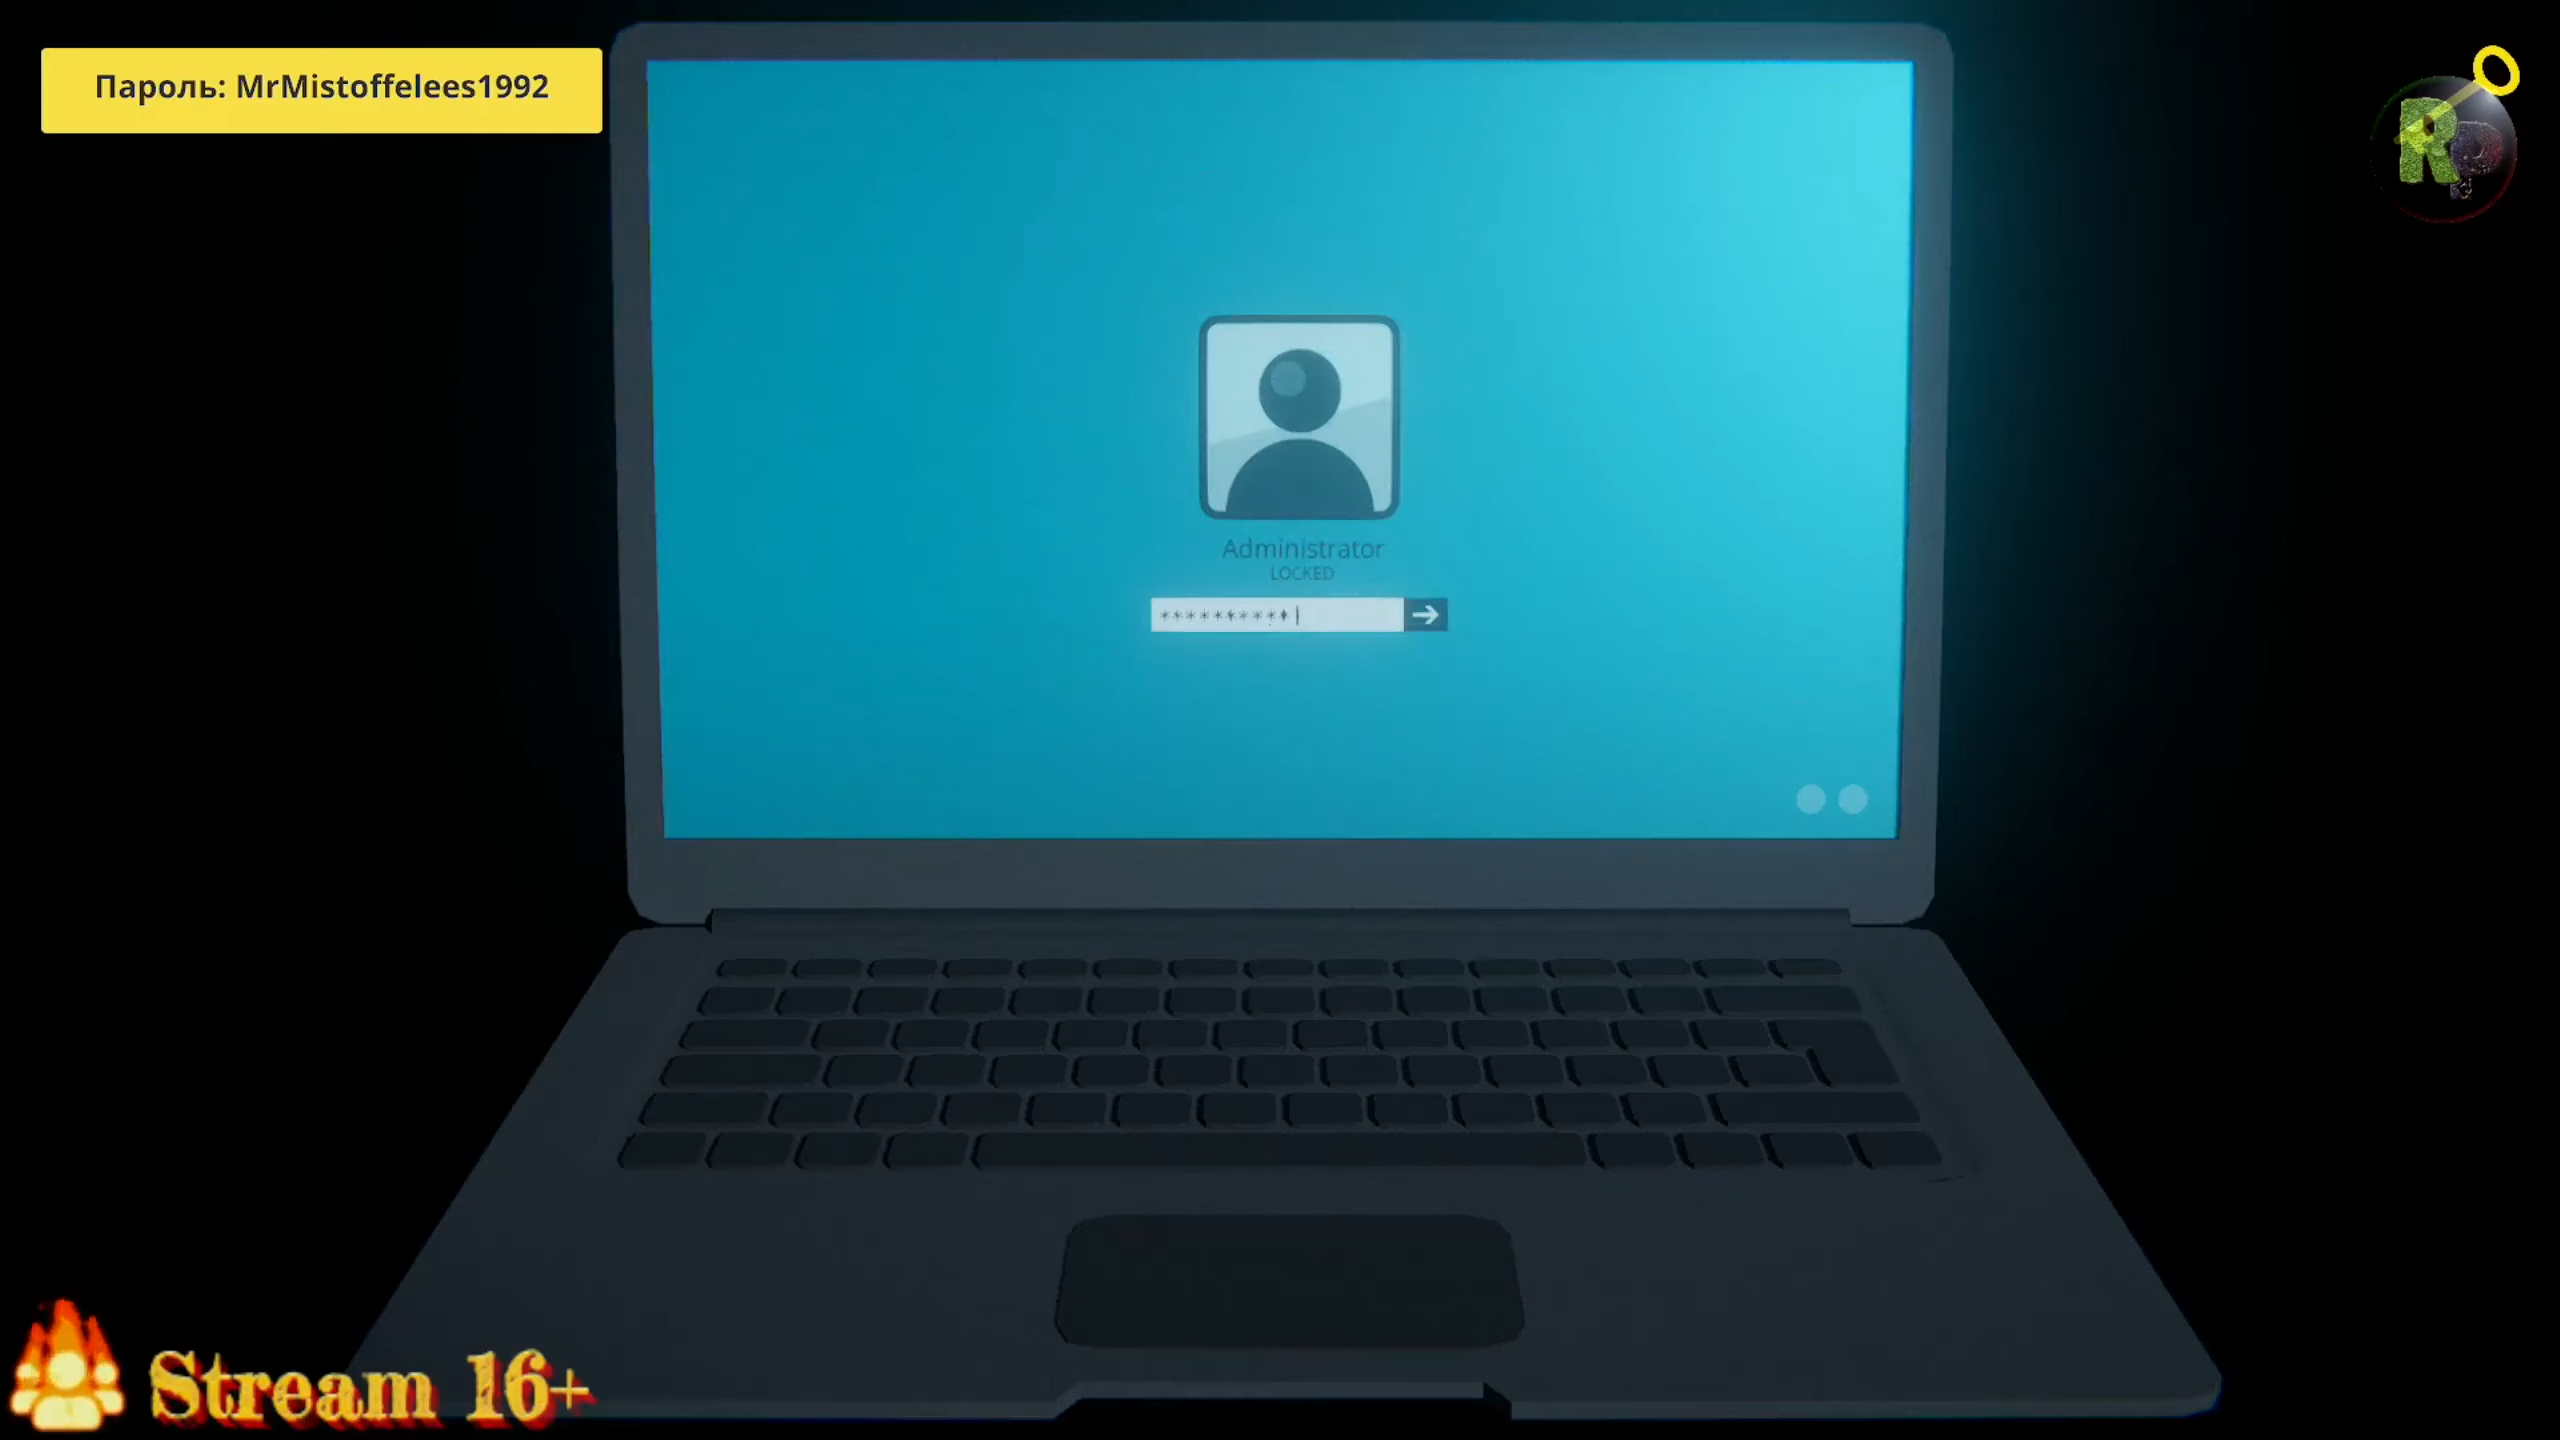 Пароль: MrMistoffelees1992
R
Administrator
LOCKED
**********|
Stream 16+